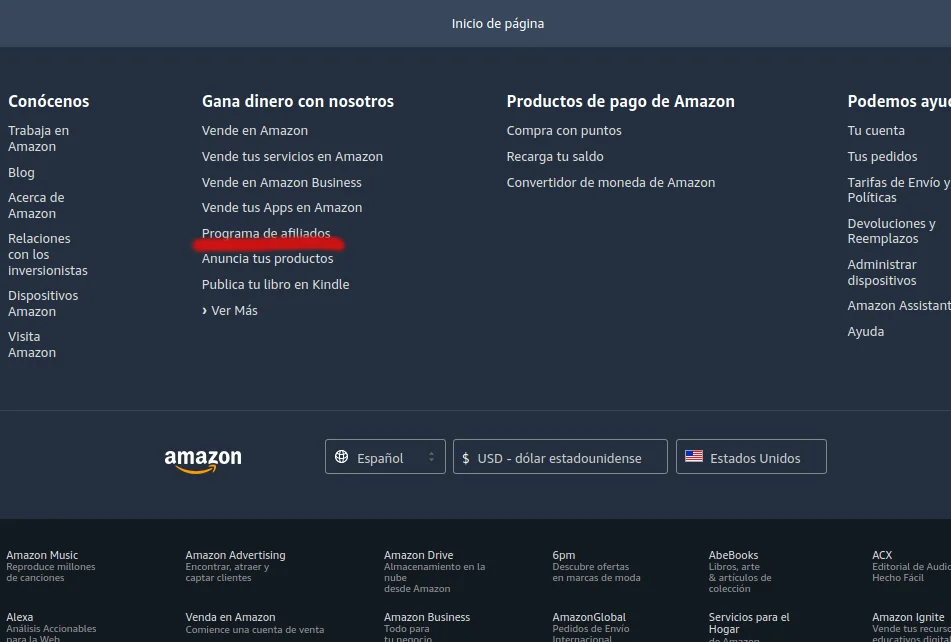 Inicio de página
Conócenos
Trabaja en
Amazon
Blog
Acerca de
Amazon
Relaciones
con los
inversionistas
Dispositivos
Amazon
Visita
Amazon
Gana dinero con nosotros
Vende en Amazon
Vende tus servicios en Amazon
Vende en Amazon Business
Vende tus Apps en Amazon
Programa de afiliados
Anuncia tus productos
Publica tu libro en Kindle
› Ver Más
Productos de pago de Amazon
Compra con puntos
Recarga tu saldo
Convertidor de moneda de Amazon
Podemos ayu
Tu cuenta
Tus pedidos
Tarifas de Envío y
Políticas
Devoluciones y
Reemplazos
Administrar
dispositivos
Amazon Assistant
Ayuda
amazon
Español
$ USD - dólar estadounidense
Estados Unidos
Amazon Music
Reproduce millones
de canciones
Amazon Advertising
Encontrar, atraer y
captar clientes
Amazon Drive
Almacenamiento en la
nube
desde Amazon
6pm
Descubre ofertas
en marcas de moda
AbeBooks
Libros, arte
& artículos de
colección
ACX
Editorial de Audio
Hecho Fácil
Alexa
Análisis Accionables
para la Web
Venda en Amazon
Comience una cuenta de venta
Amazon Business
Todo para
tu negocio
AmazonGlobal
Pedidos de Envío
Internacional
Servicios para el
Hogar
de Amazon
Amazon Ignite
Vende tus recurso
educativos digital